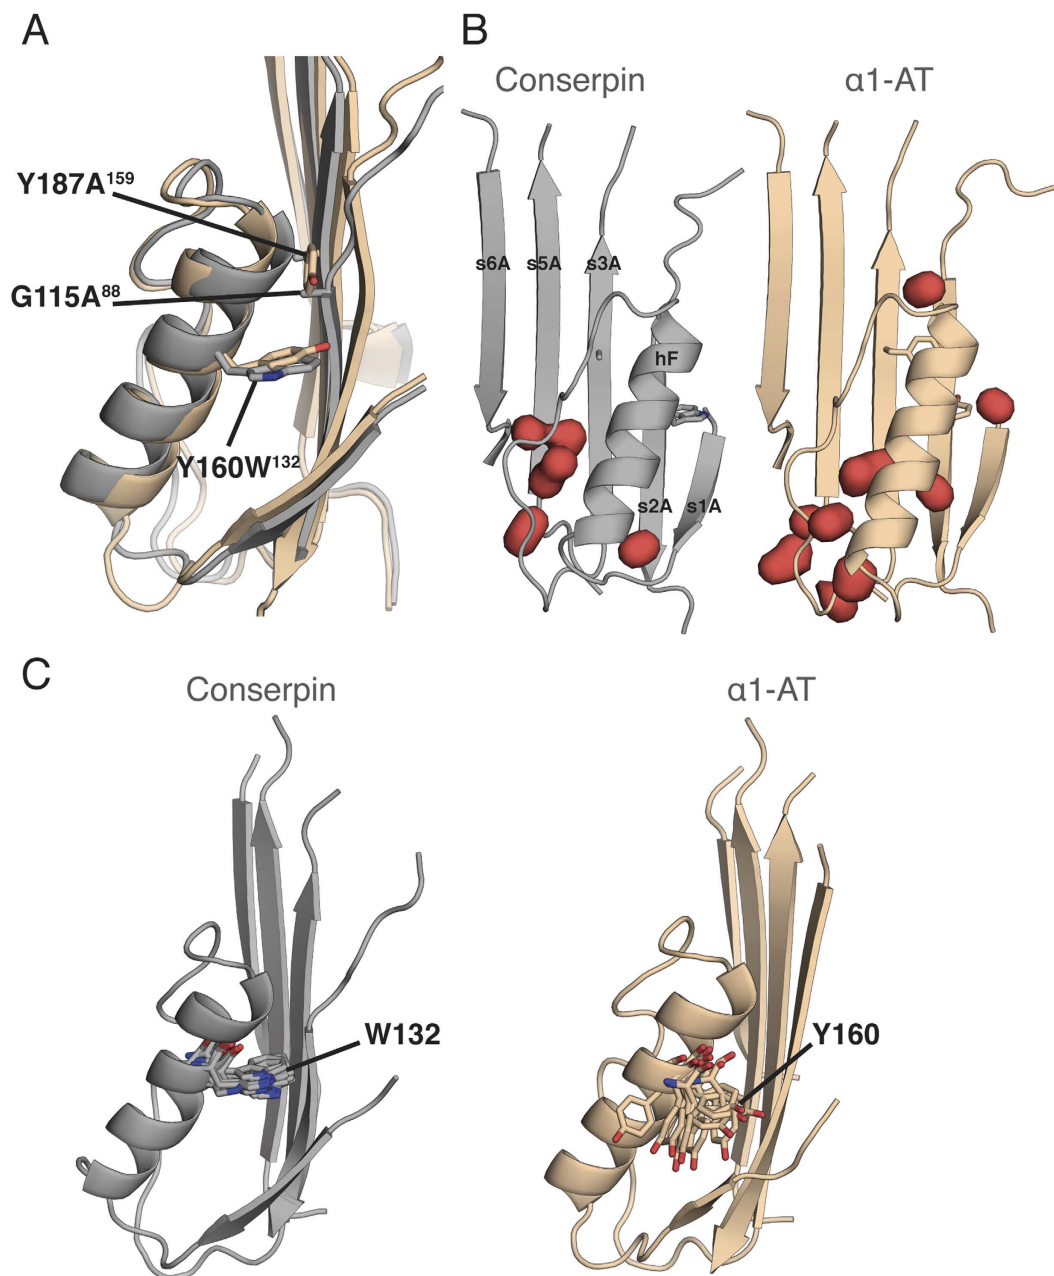 A
B
Conserpin
α1-AT
Y187A¹⁵⁹
G115A⁸⁸
Y160W¹³²
s6A
s5A
s3A
hF
s2A
s1A
C
Conserpin
α1-AT
W132
Y160